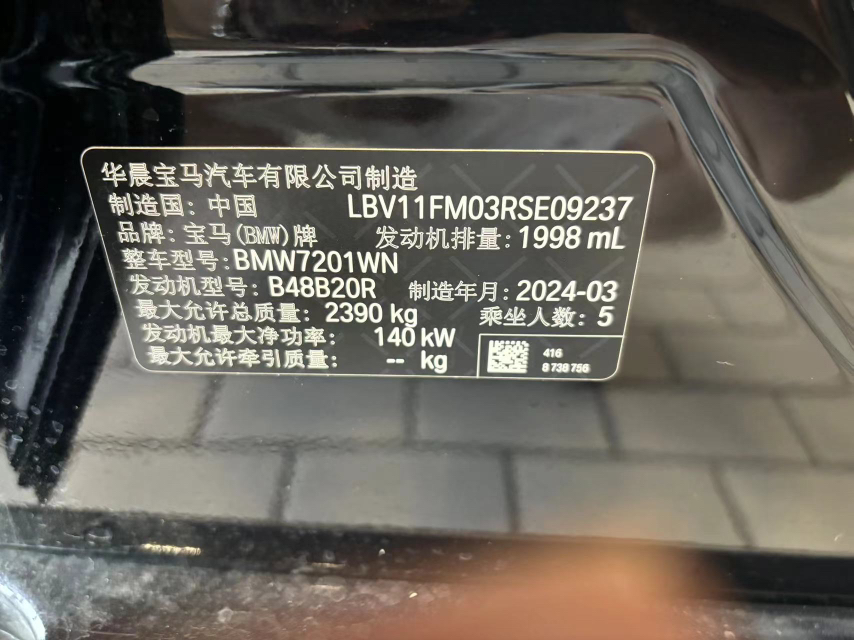 华晨宝马汽车有限公司制造
制造国: 中国 LBV11FM03RSE09237
品牌: 宝马(BMW)牌 发动机排量: 1998 mL
整车型号: BMW7201WN
发动机型号: B48B20R 制造年月: 2024-03
最大允许总质量: 2390 kg 乘坐人数: 5
发动机最大净功率: 140 kW
最大允许牵引质量: -- kg
416
8 738 756